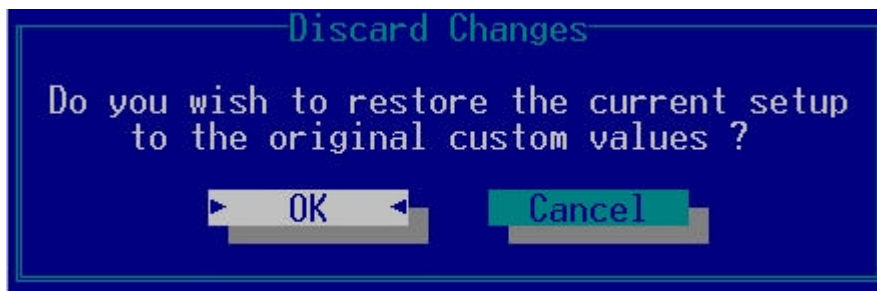 Discard Changes
Do you wish to restore the current setup
to the original custom values ?
OK
Cancel